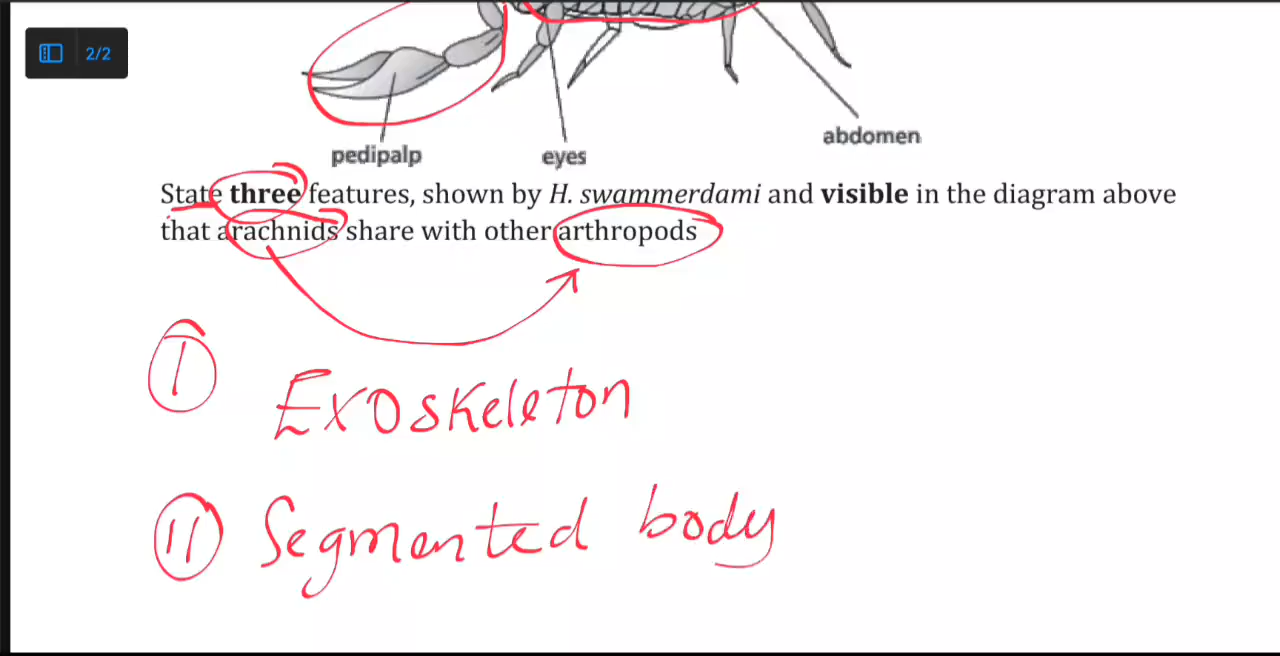 2/2
pedipalp
eyes
abdomen
State three features, shown by H. swammerdami and visible in the diagram above
that arachnids share with other arthropods
I Exoskeleton
II Segmented body